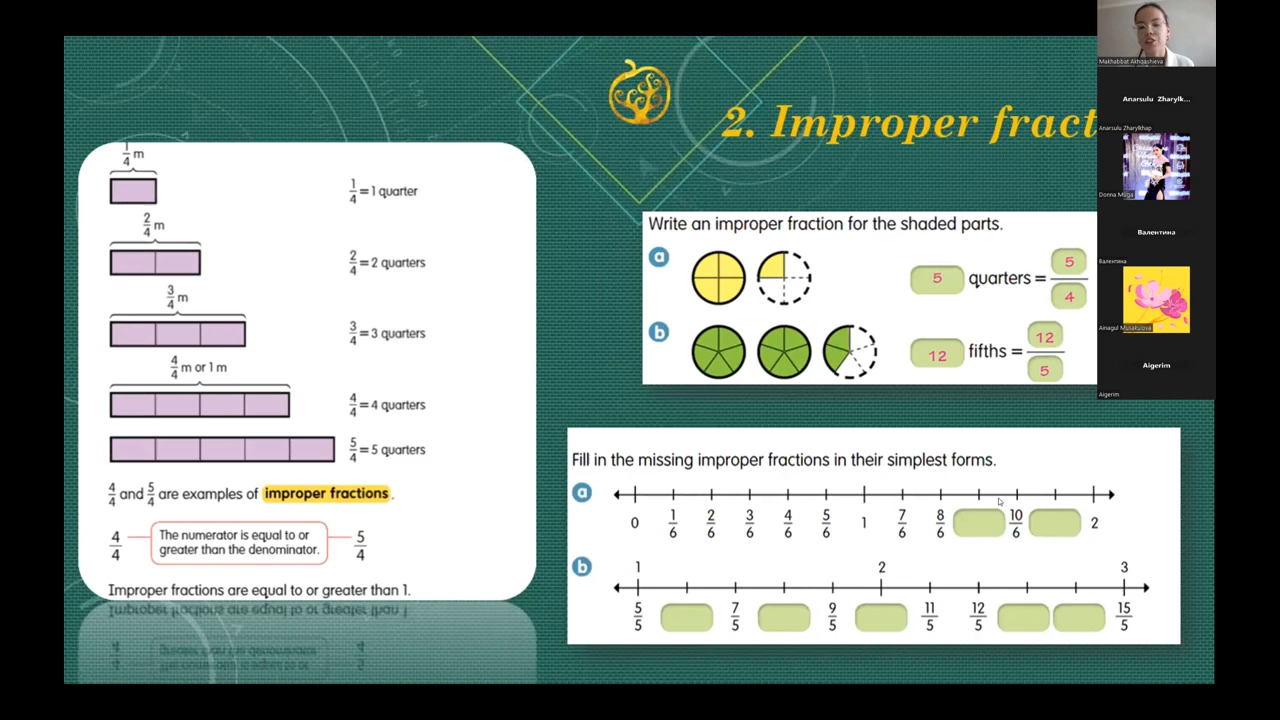 2. Improper fract
1/4 m
1/4 = 1 quarter
2/4 m
2/4 = 2 quarters
3/4 m
3/4 = 3 quarters
4/4 m or 1 m
4/4 = 4 quarters
5/4 = 5 quarters
4/4 and 5/4 are examples of improper fractions.
4/4
The numerator is equal to or
greater than the denominator.
5/4
Improper fractions are equal to or greater than 1.
Write an improper fraction for the shaded parts.
a
5 quarters = 5/4
b
12 fifths = 12/5
Fill in the missing improper fractions in their simplest forms.
a
0 1/6 2/6 3/6 4/6 5/6 1 7/6 8/6 10/6 2
b
1 2 3
5/5 7/5 9/5 11/5 12/5 15/5
Makhabbat Akhgashieva
Anarsulu Zharylk...
Anarsulu Zharylkhap
Donna Muga
Валентина
Валентина
Ainagul Musakulova
Aigerim
Aigerim